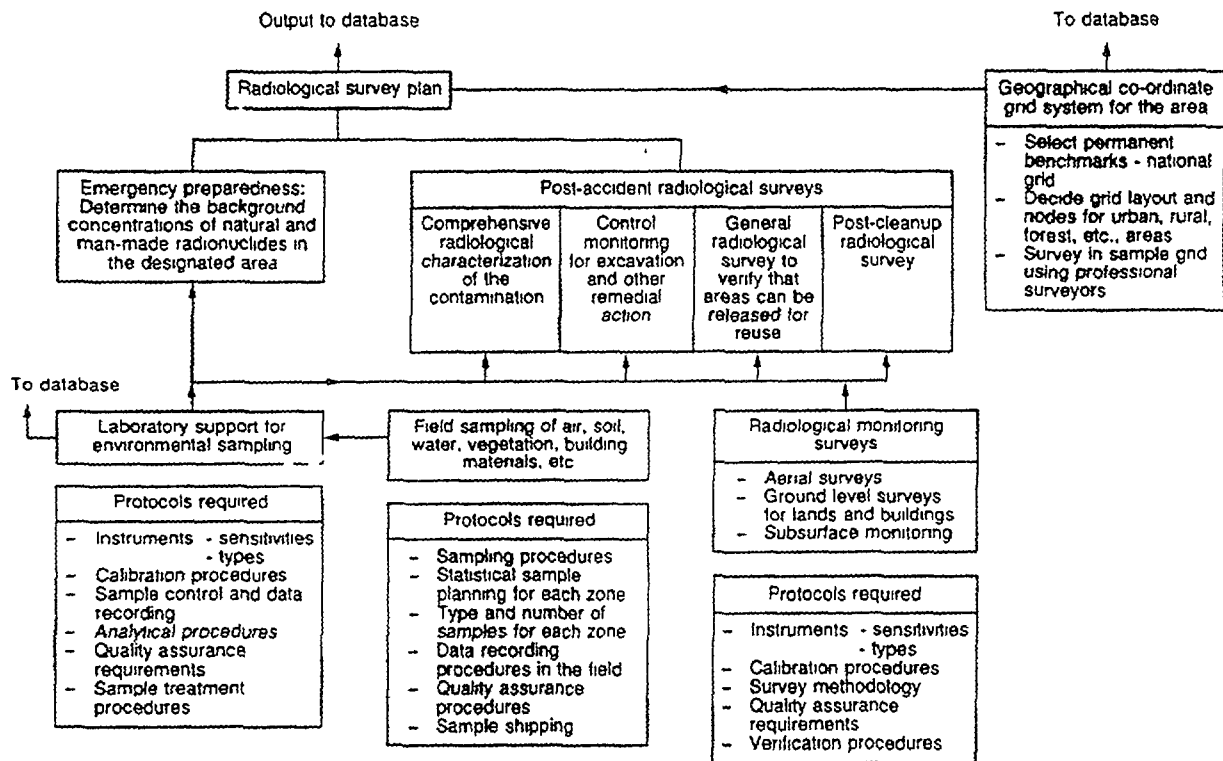 Output to database
To database
Radiological survey plan
Geographical co-ordinate
grid system for the area
- Select permanent
benchmarks - national
grid
- Decide grid layout and
nodes for urban, rural,
forest, etc., areas
- Survey in sample grid
using professional
surveyors
Emergency preparedness:
Determine the background
concentrations of natural and
man-made radionuclides in
the designated area
Post-accident radiological surveys
Comprehensive
radiological
characterization
of the
contamination
Control
monitoring
for excavation
and other
remedial
action
General
radiological
survey to
verify that
areas can be
released for
reuse
Post-cleanup
radiological
survey
To database
Laboratory support for
environmental sampling
Field sampling of air, soil,
water, vegetation, building
materials, etc
Radiological monitoring
surveys
- Aerial surveys
- Ground level surveys
for lands and buildings
- Subsurface monitoring
Protocols required
- Instruments - sensitivities
- types
- Calibration procedures
- Sample control and data
recording
- Analytical procedures
- Quality assurance
requirements
- Sample treatment
procedures
Protocols required
- Sampling procedures
- Statistical sample
planning for each zone
- Type and number of
samples for each zone
- Data recording
procedures in the field
- Quality assurance
procedures
- Sample shipping
Protocols required
- Instruments - sensitivities
- types
- Calibration procedures
- Survey methodology
- Quality assurance
requirements
- Verification procedures